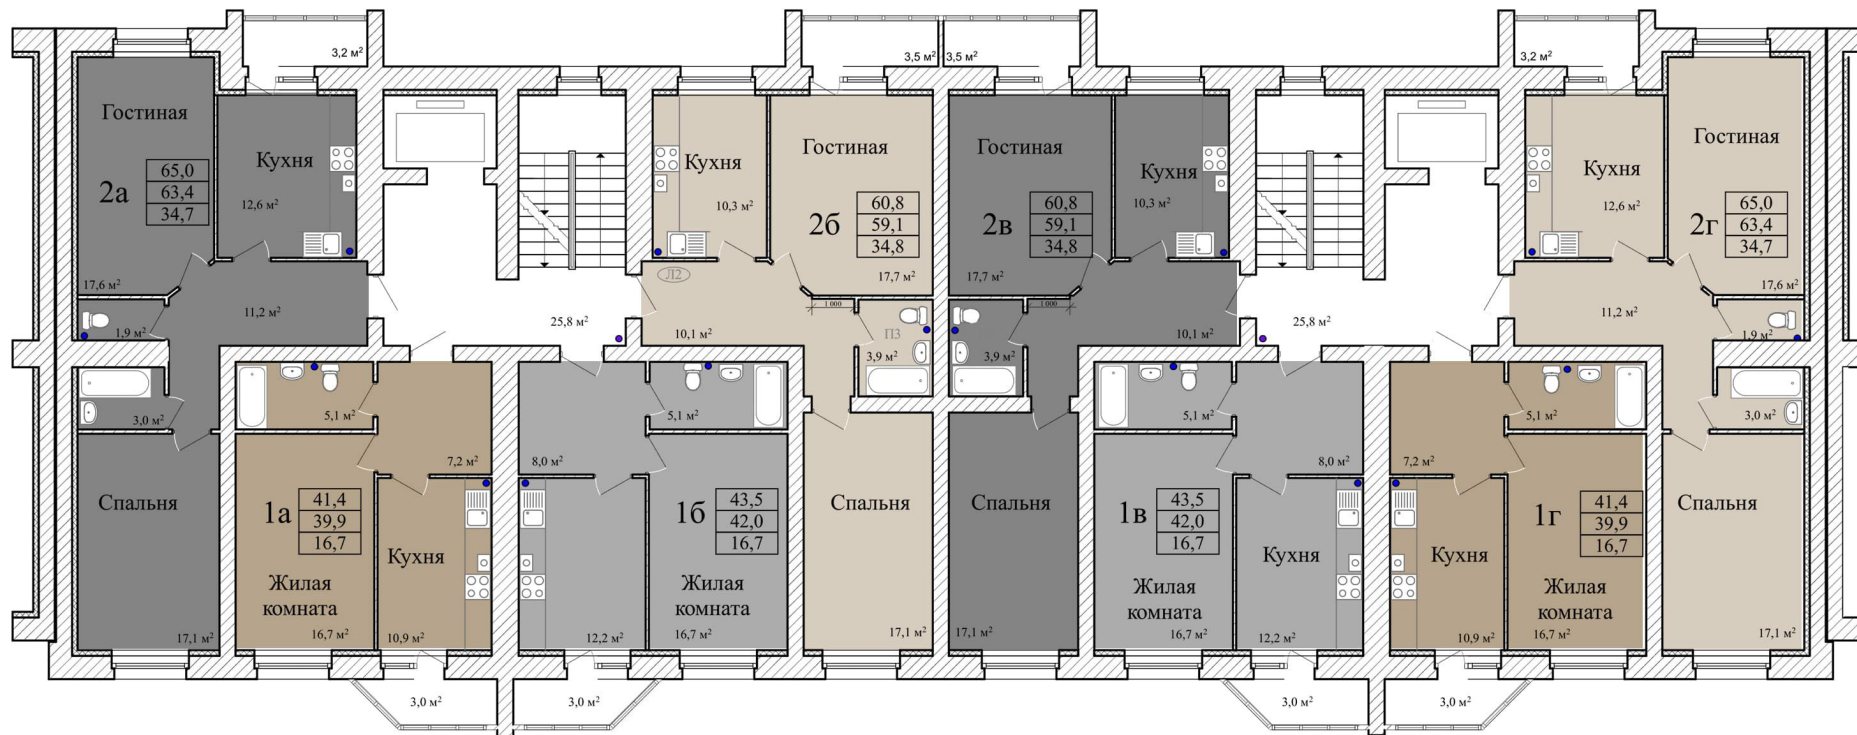 3,2 м²
3,5 м²
3,5 м²
3,2 м²
Гостиная
65,0
63,4
34,7
2а
17,6 м²
Кухня
12,6 м²
11,2 м²
1,9 м²
3,0 м²
Спальня
17,1 м²
25,8 м²
Кухня
10,3 м²
Гостиная
60,8
59,1
34,8
2б
17,7 м²
Л2
1 000
10,1 м²
П3
3,9 м²
Спальня
17,1 м²
Гостиная
60,8
59,1
34,8
2в
17,7 м²
Кухня
10,3 м²
1 000
3,9 м²
10,1 м²
Спальня
17,1 м²
25,8 м²
Кухня
12,6 м²
Гостиная
65,0
63,4
34,7
2г
17,6 м²
11,2 м²
1,9 м²
3,0 м²
Спальня
17,1 м²
5,1 м²
7,2 м²
1а
41,4
39,9
16,7
Жилая
комната
16,7 м²
Кухня
10,9 м²
3,0 м²
8,0 м²
5,1 м²
1б
43,5
42,0
16,7
12,2 м²
Жилая
комната
16,7 м²
3,0 м²
5,1 м²
8,0 м²
1в
43,5
42,0
16,7
Жилая
комната
16,7 м²
Кухня
12,2 м²
3,0 м²
7,2 м²
5,1 м²
1г
41,4
39,9
16,7
Кухня
10,9 м²
Жилая
комната
16,7 м²
3,0 м²